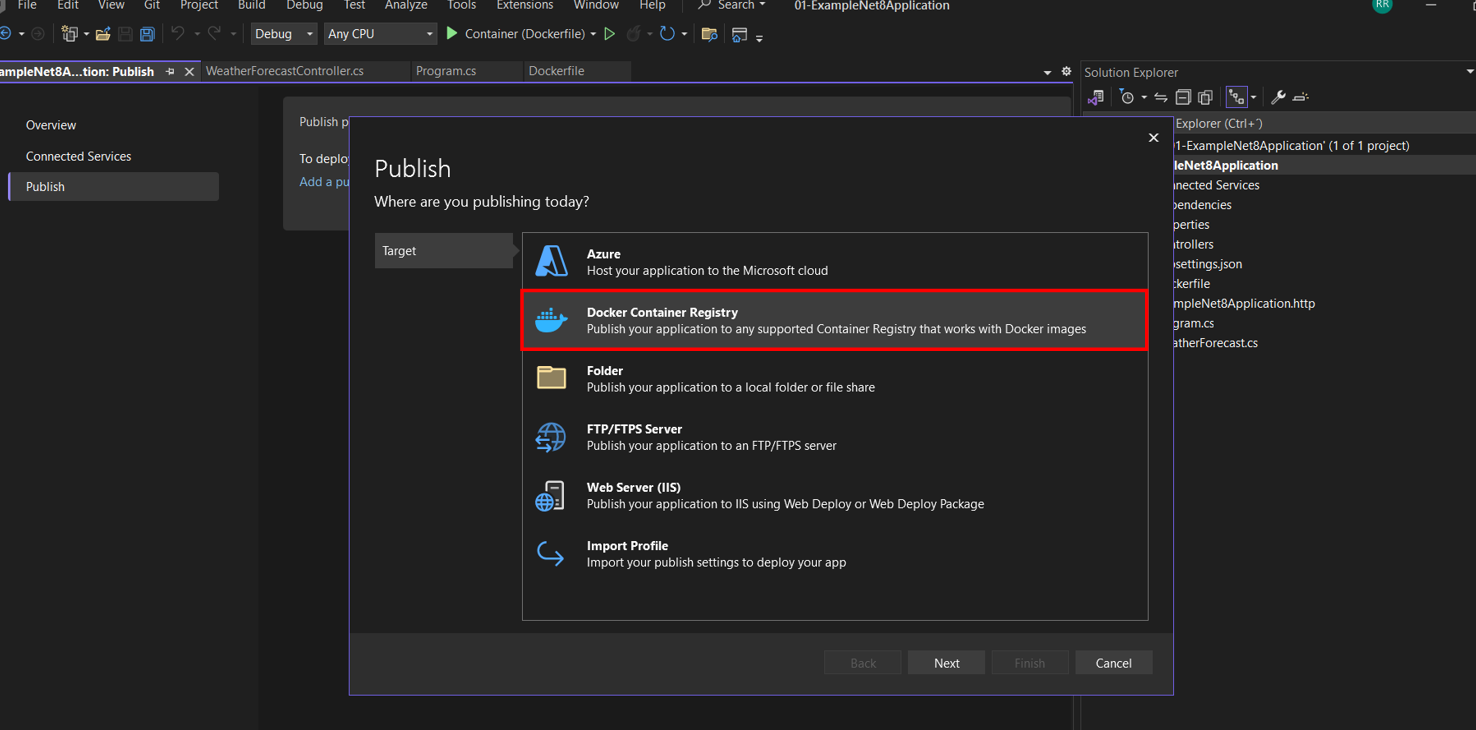 File Edit View Git Project Build Debug Test Analyze Tools Extensions Window Help Search 01-ExampleNet8Application RR
Debug Any CPU Container (Dockerfile)
ampleNet8A...tion: Publish WeatherForecastController.cs Program.cs Dockerfile
Solution Explorer
Overview
Connected Services
Publish
Publish p
To deploy
Add a pu
Publish
Where are you publishing today?
Target
Azure
Host your application to the Microsoft cloud
Docker Container Registry
Publish your application to any supported Container Registry that works with Docker images
Folder
Publish your application to a local folder or file share
FTP/FTPS Server
Publish your application to an FTP/FTPS server
Web Server (IIS)
Publish your application to IIS using Web Deploy or Web Deploy Package
Import Profile
Import your publish settings to deploy your app
Back Next Finish Cancel
Explorer (Ctrl+´)
1-ExampleNet8Application' (1 of 1 project)
leNet8Application
nnected Services
pendencies
perties
trollers
settings.json
kerfile
mpleNet8Application.http
gram.cs
atherForecast.cs